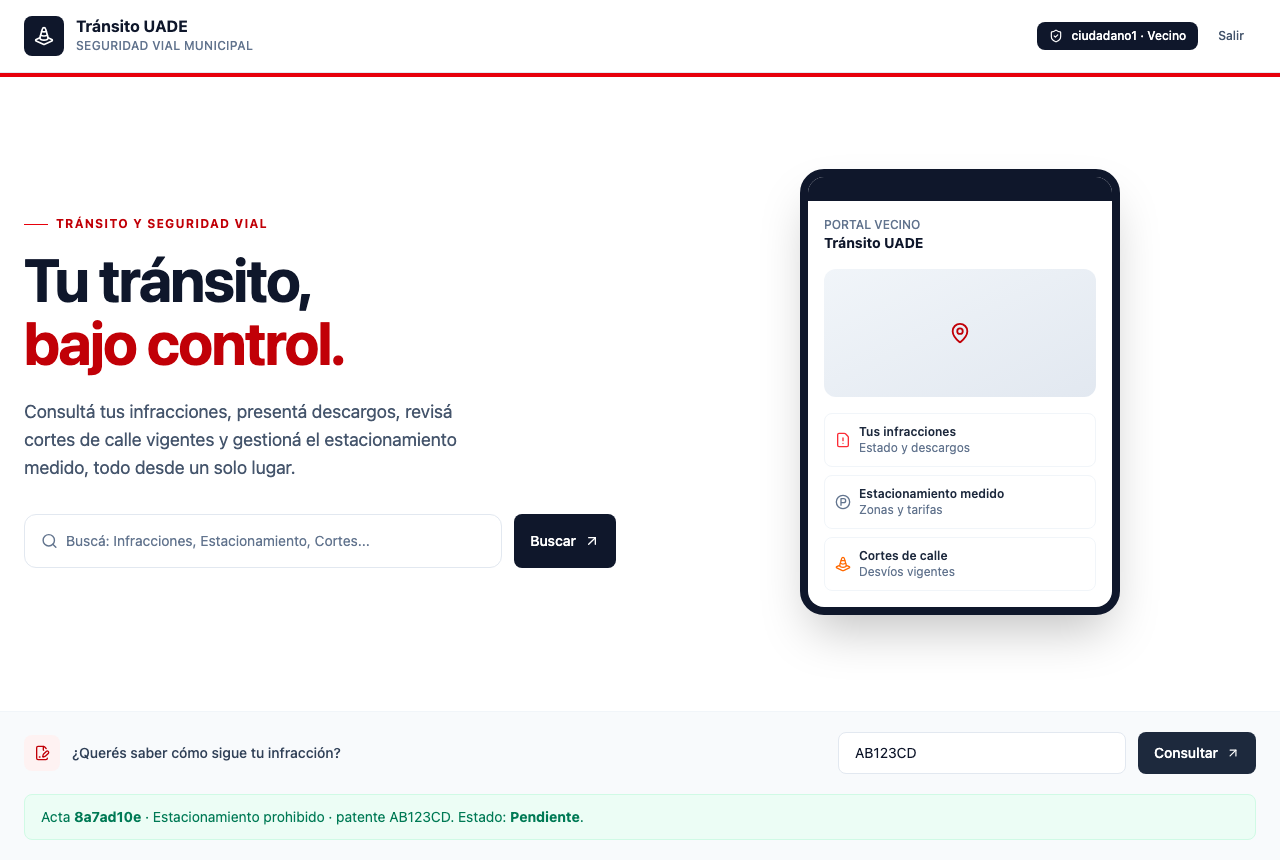 Tránsito UADE
SEGURIDAD VIAL MUNICIPAL
ciudadano1 · Vecino
Salir
TRÁNSITO Y SEGURIDAD VIAL
Tu tránsito,
bajo control.
Consultá tus infracciones, presentá descargos, revisá
cortes de calle vigentes y gestioná el estacionamiento
medido, todo desde un solo lugar.
Buscá: Infracciones, Estacionamiento, Cortes...
Buscar
PORTAL VECINO
Tránsito UADE
Tus infracciones
Estado y descargos
Estacionamiento medido
Zonas y tarifas
Cortes de calle
Desvíos vigentes
¿Querés saber cómo sigue tu infracción?
AB123CD
Consultar
Acta 8a7ad10e · Estacionamiento prohibido · patente AB123CD. Estado: Pendiente.